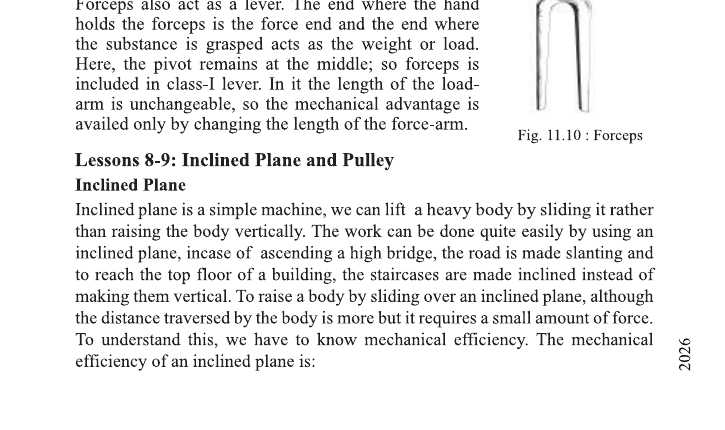 Forceps also act as a lever. The end where the hand
holds the forceps is the force end and the end where
the substance is grasped acts as the weight or load.
Here, the pivot remains at the middle; so forceps is
included in class-I lever. In it the length of the load-
arm is unchangeable, so the mechanical advantage is
availed only by changing the length of the force-arm.
Fig. 11.10 : Forceps
Lessons 8-9: Inclined Plane and Pulley
Inclined Plane
Inclined plane is a simple machine, we can lift a heavy body by sliding it rather
than raising the body vertically. The work can be done quite easily by using an
inclined plane, incase of ascending a high bridge, the road is made slanting and
to reach the top floor of a building, the staircases are made inclined instead of
making them vertical. To raise a body by sliding over an inclined plane, although
the distance traversed by the body is more but it requires a small amount of force.
To understand this, we have to know mechanical efficiency. The mechanical
efficiency of an inclined plane is:
2026